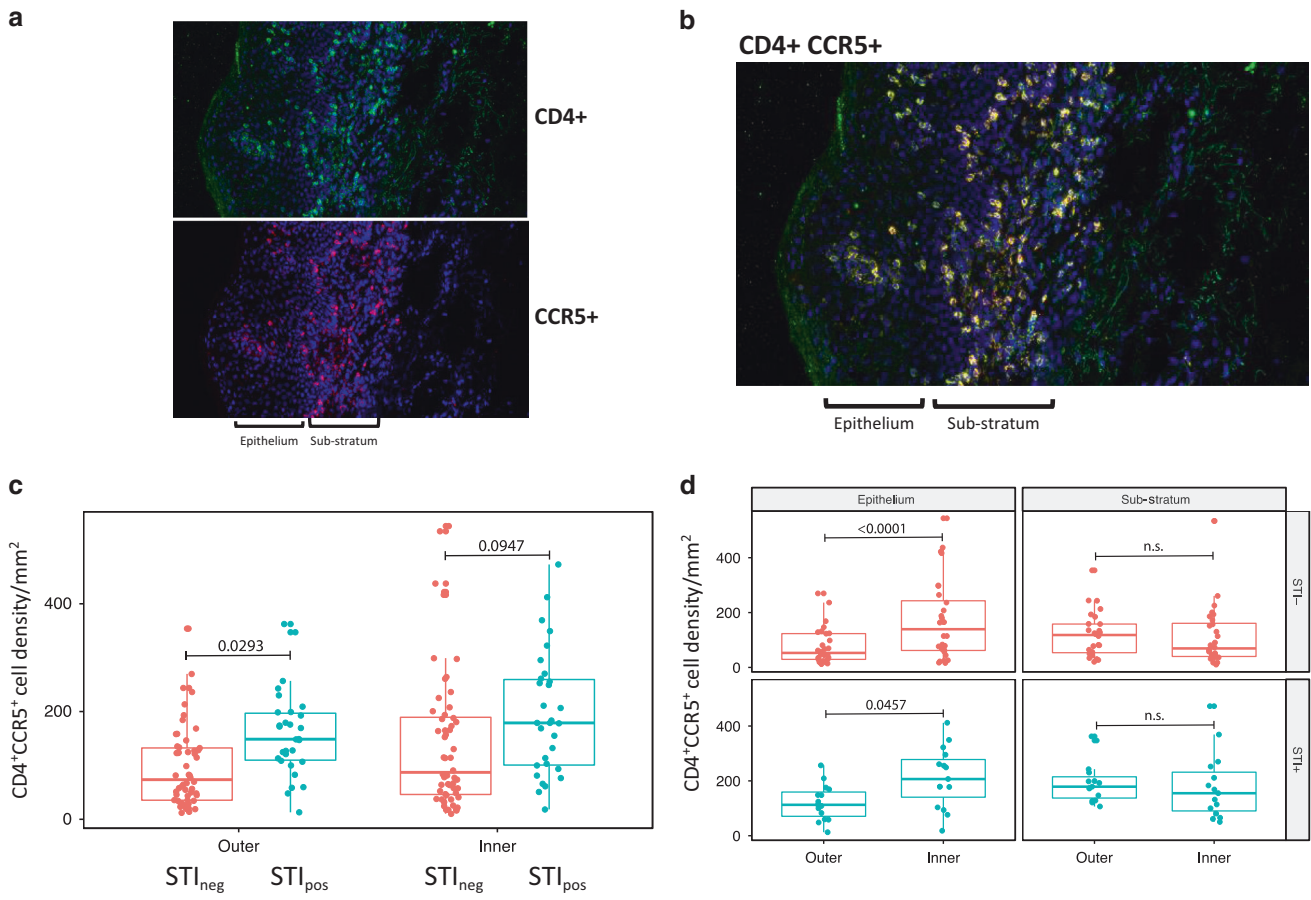 a
CD4+
CCR5+
Epithelium
Sub-stratum
b
CD4+ CCR5+
Epithelium
Sub-stratum
c
CD4⁺CCR5⁺ cell density/mm²
400
200
0
0.0293
0.0947
Outer
Inner
STIneg
STIpos
STIneg
STIpos
d
CD4⁺CCR5⁺ cell density/mm²
Epithelium
Sub-stratum
400
200
0
<0.0001
n.s.
STI–
400
200
0
0.0457
n.s.
STI+
Outer
Inner
Outer
Inner